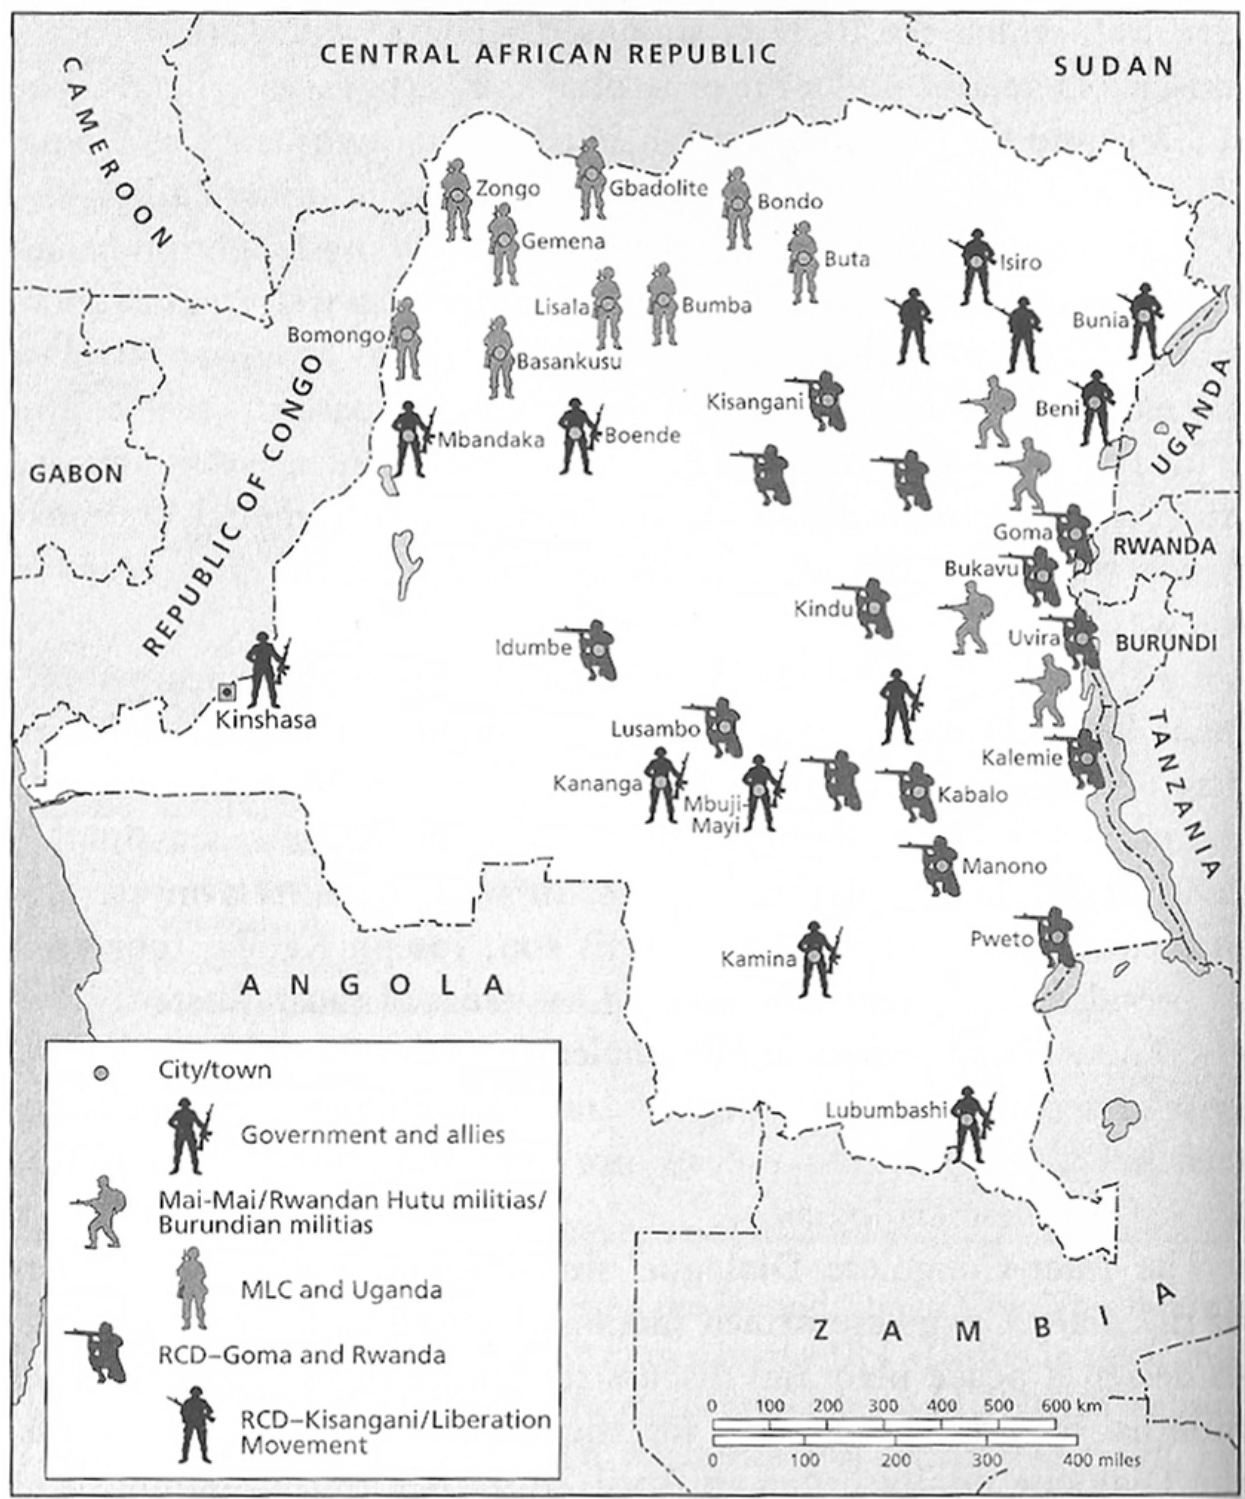 CENTRAL AFRICAN REPUBLIC
SUDAN
CAMEROON
Zongo
Gbadolite
Bondo
Gemena
Buta
Isiro
Lisala
Bumba
Bunia
Bomongo
Basankusu
Kisangani
Beni
UGANDA
Mbandaka
Boende
GABON
REPUBLIC OF CONGO
Goma
RWANDA
Bukavu
Kindu
Uvira
BURUNDI
Idumbe
Kinshasa
Lusambo
TANZANIA
Kalemie
Kananga
Mbuji-
Mayi
Kabalo
Manono
Pweto
Kamina
ANGOLA
Lubumbashi
City/town
Government and allies
Mai-Mai/Rwandan Hutu militias/
Burundian militias
MLC and Uganda
RCD–Goma and Rwanda
RCD–Kisangani/Liberation
Movement
ZAMBIA
0 100 200 300 400 500 600 km
0 100 200 300 400 miles